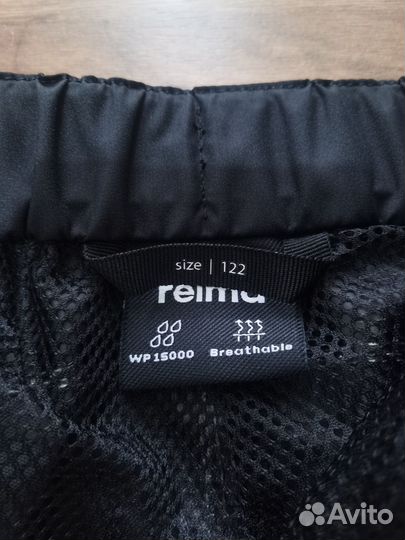 size | 122
reima
WP 15000 Breathable
Avito